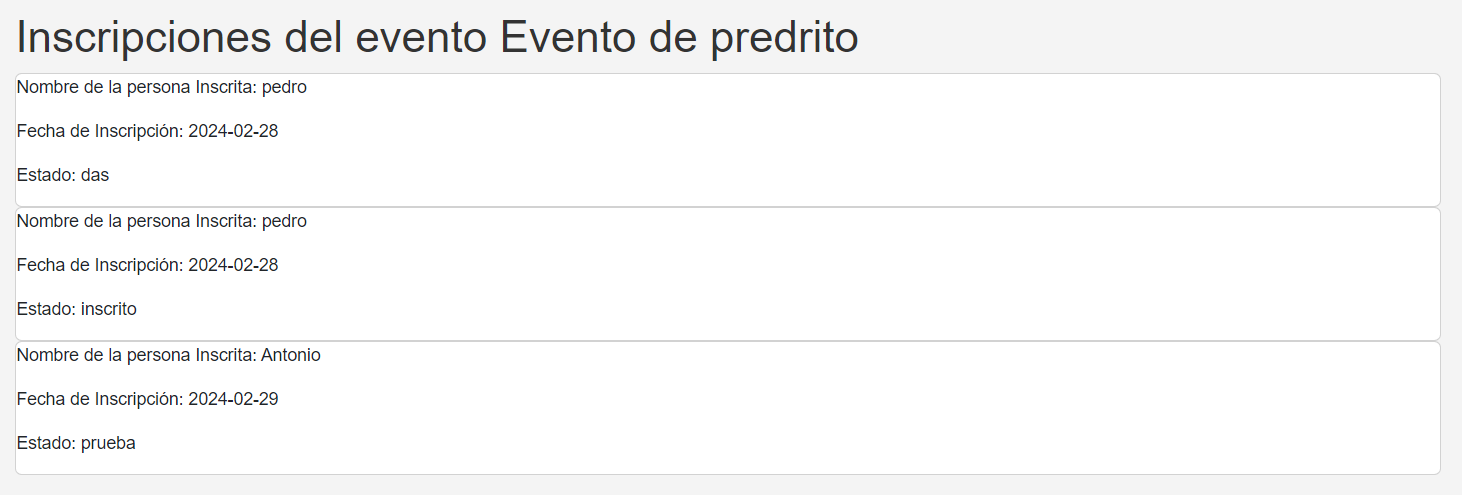 Inscripciones del evento Evento de predrito
Nombre de la persona Inscrita: pedro
Fecha de Inscripción: 2024-02-28
Estado: das
Nombre de la persona Inscrita: pedro
Fecha de Inscripción: 2024-02-28
Estado: inscrito
Nombre de la persona Inscrita: Antonio
Fecha de Inscripción: 2024-02-29
Estado: prueba